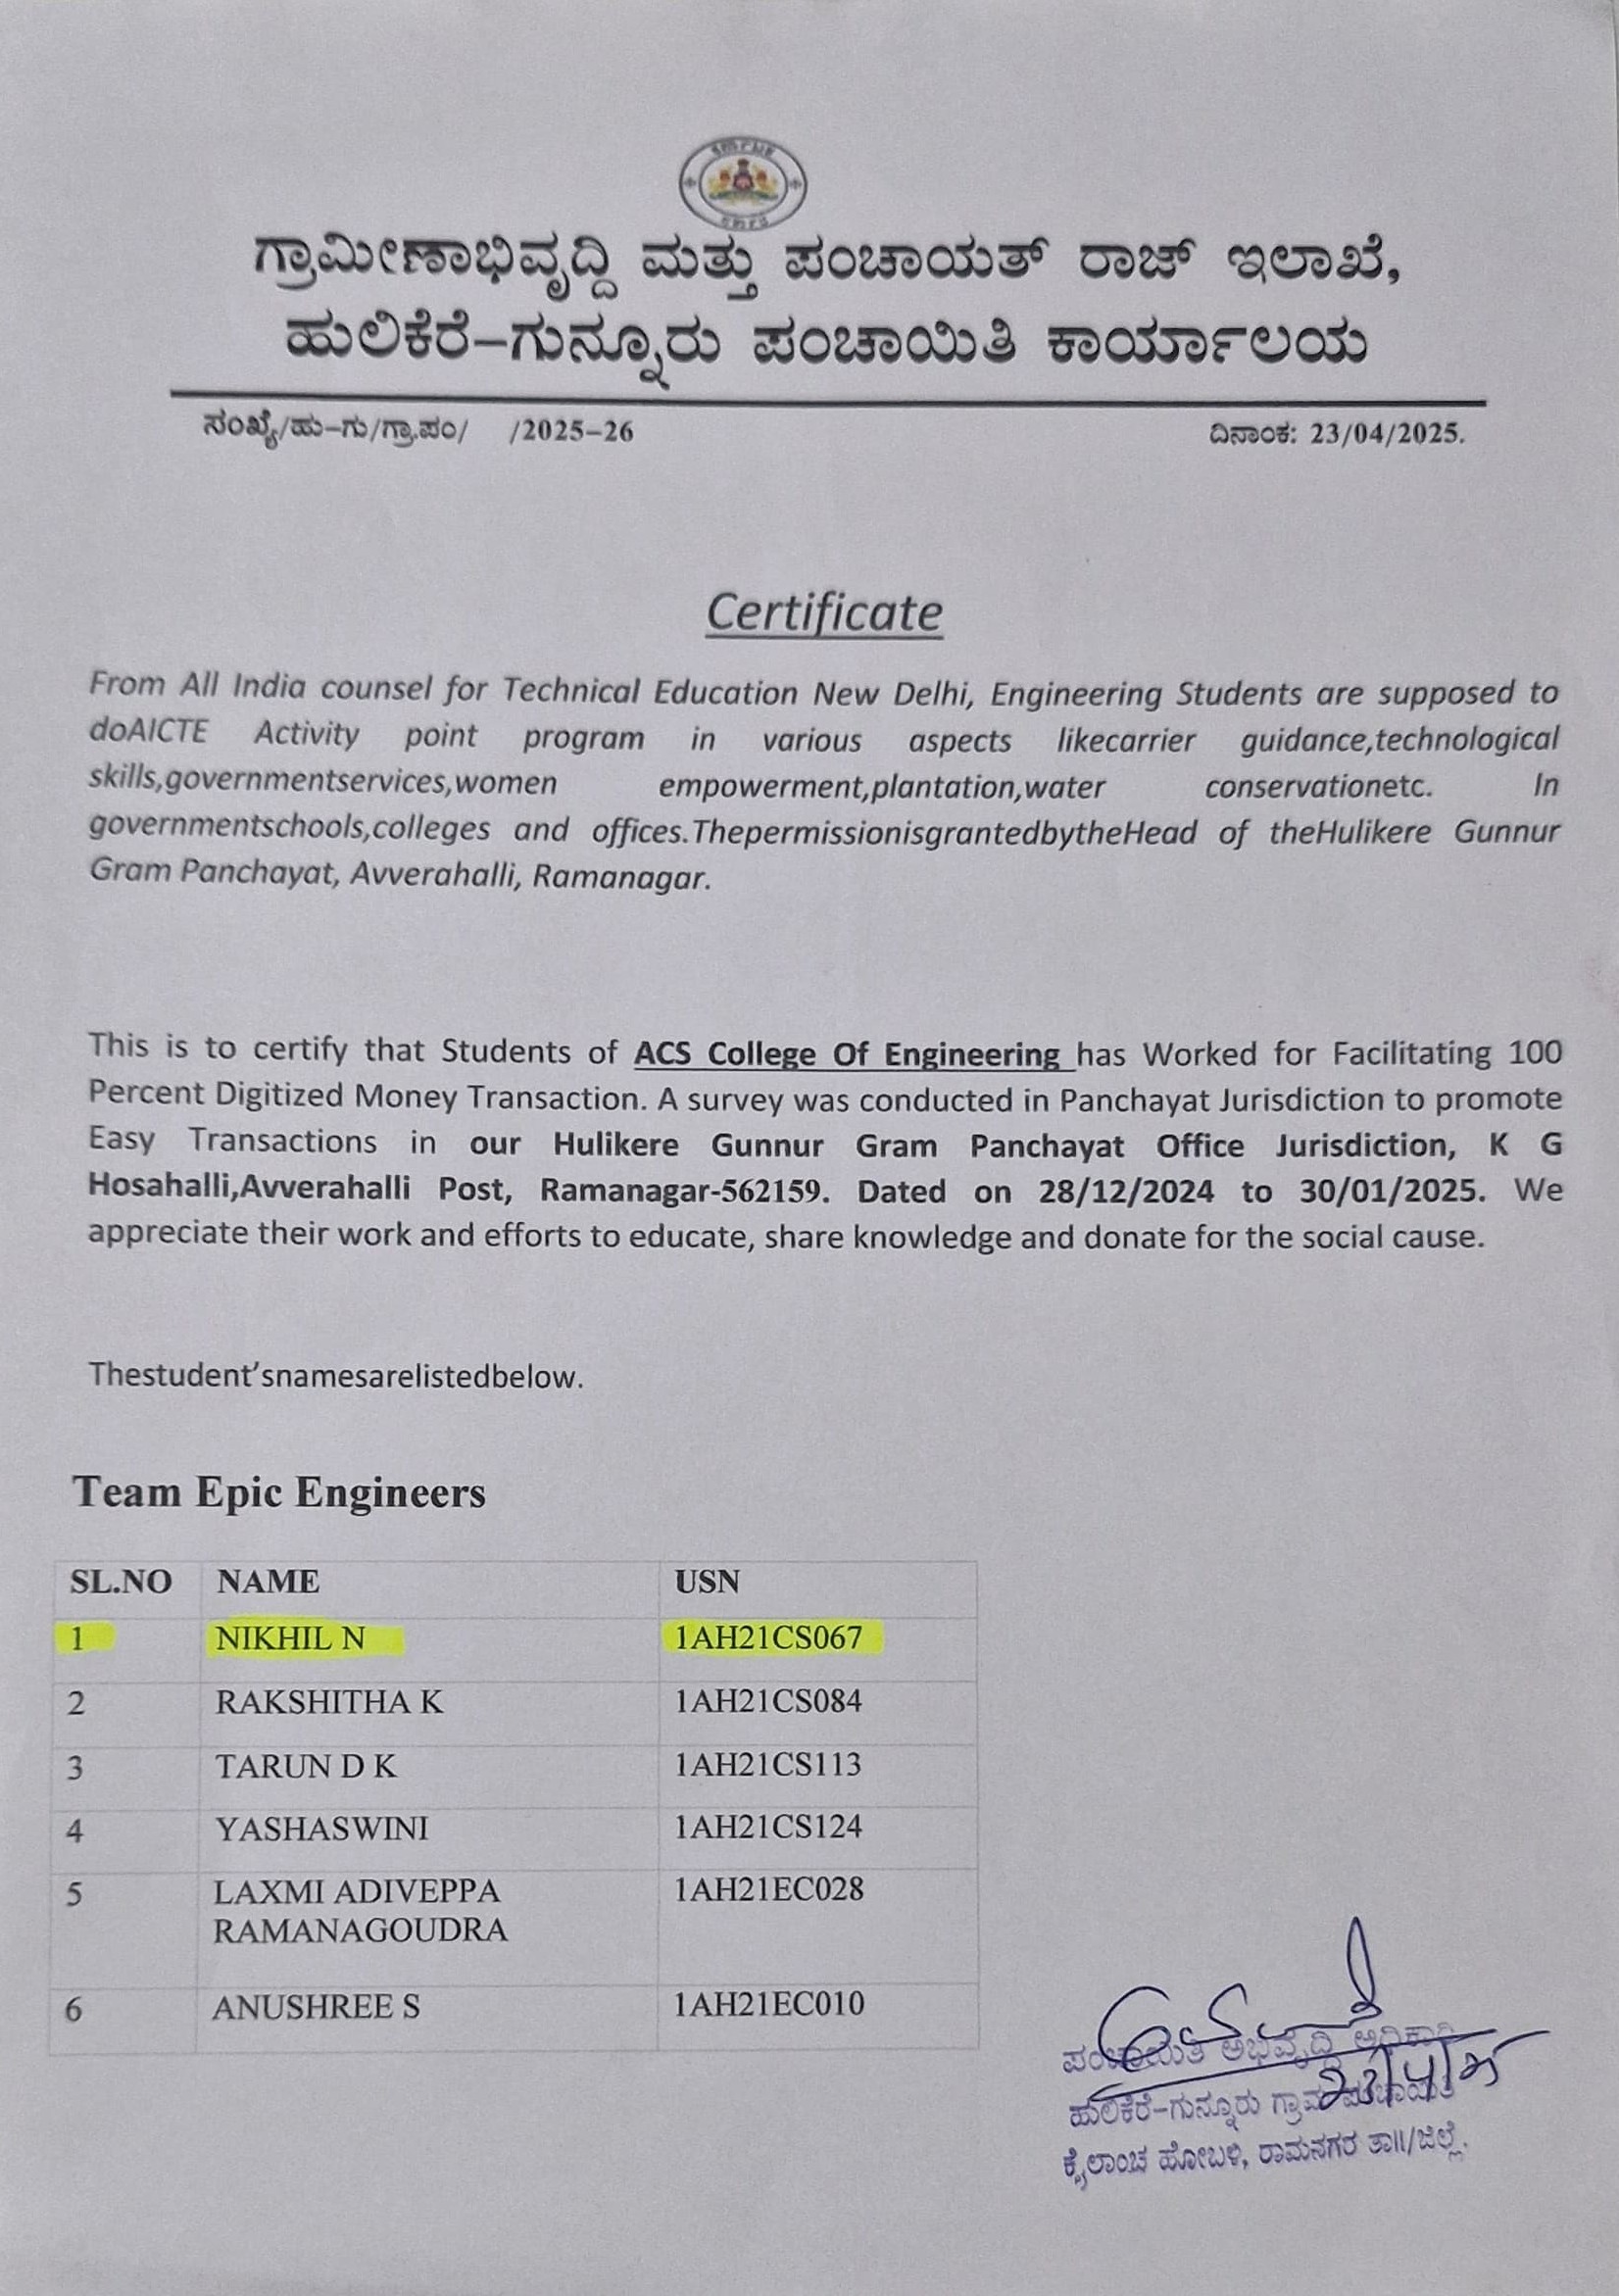 ಕರ್ನಾಟಕ
ಗ್ರಾಮೀಣಾಭಿವೃದ್ದಿ ಮತ್ತು ಪಂಚಾಯತ್ ರಾಜ್ ಇಲಾಖೆ,
ಹುಲಿಕೆರೆ-ಗುನ್ನೂರು ಪಂಚಾಯಿತಿ ಕಾರ್ಯಾಲಯ
ಸಂಖ್ಯೆ/ಹು-ಗು/ಗ್ರಾ.ಪಂ/ /2025-26 ದಿನಾಂಕ: 23/04/2025.
Certificate
From All India counsel for Technical Education New Delhi, Engineering Students are supposed to
doAICTE Activity point program in various aspects likecarrier guidance,technological
skills,governmentservices,women empowerment,plantation,water conservationetc. In
governmentschools,colleges and offices.ThepermissionisgrantedbytheHead of theHulikere Gunnur
Gram Panchayat, Avverahalli, Ramanagar.
This is to certify that Students of ACS College Of Engineering has Worked for Facilitating 100
Percent Digitized Money Transaction. A survey was conducted in Panchayat Jurisdiction to promote
Easy Transactions in our Hulikere Gunnur Gram Panchayat Office Jurisdiction, K G
Hosahalli,Avverahalli Post, Ramanagar-562159. Dated on 28/12/2024 to 30/01/2025. We
appreciate their work and efforts to educate, share knowledge and donate for the social cause.
Thestudent'snamesarelistedbelow.
Team Epic Engineers
SL.NO NAME USN
1 NIKHIL N 1AH21CS067
2 RAKSHITHA K 1AH21CS084
3 TARUN D K 1AH21CS113
4 YASHASWINI 1AH21CS124
5 LAXMI ADIVEPPA 1AH21EC028
RAMANAGOUDRA
6 ANUSHREE S 1AH21EC010
ಪಂಚಾಯಿತಿ ಅಭಿವೃದ್ಧಿ ಅಧಿಕಾರಿ
23/4/25
ಹುಲಿಕೆರೆ-ಗುನ್ನೂರು ಗ್ರಾಮ ಪಂಚಾಯಿತಿ
ಕೈಲಾಂಚ ಹೋಬಳಿ, ರಾಮನಗರ ತಾ||/ಜಿಲ್ಲೆ.